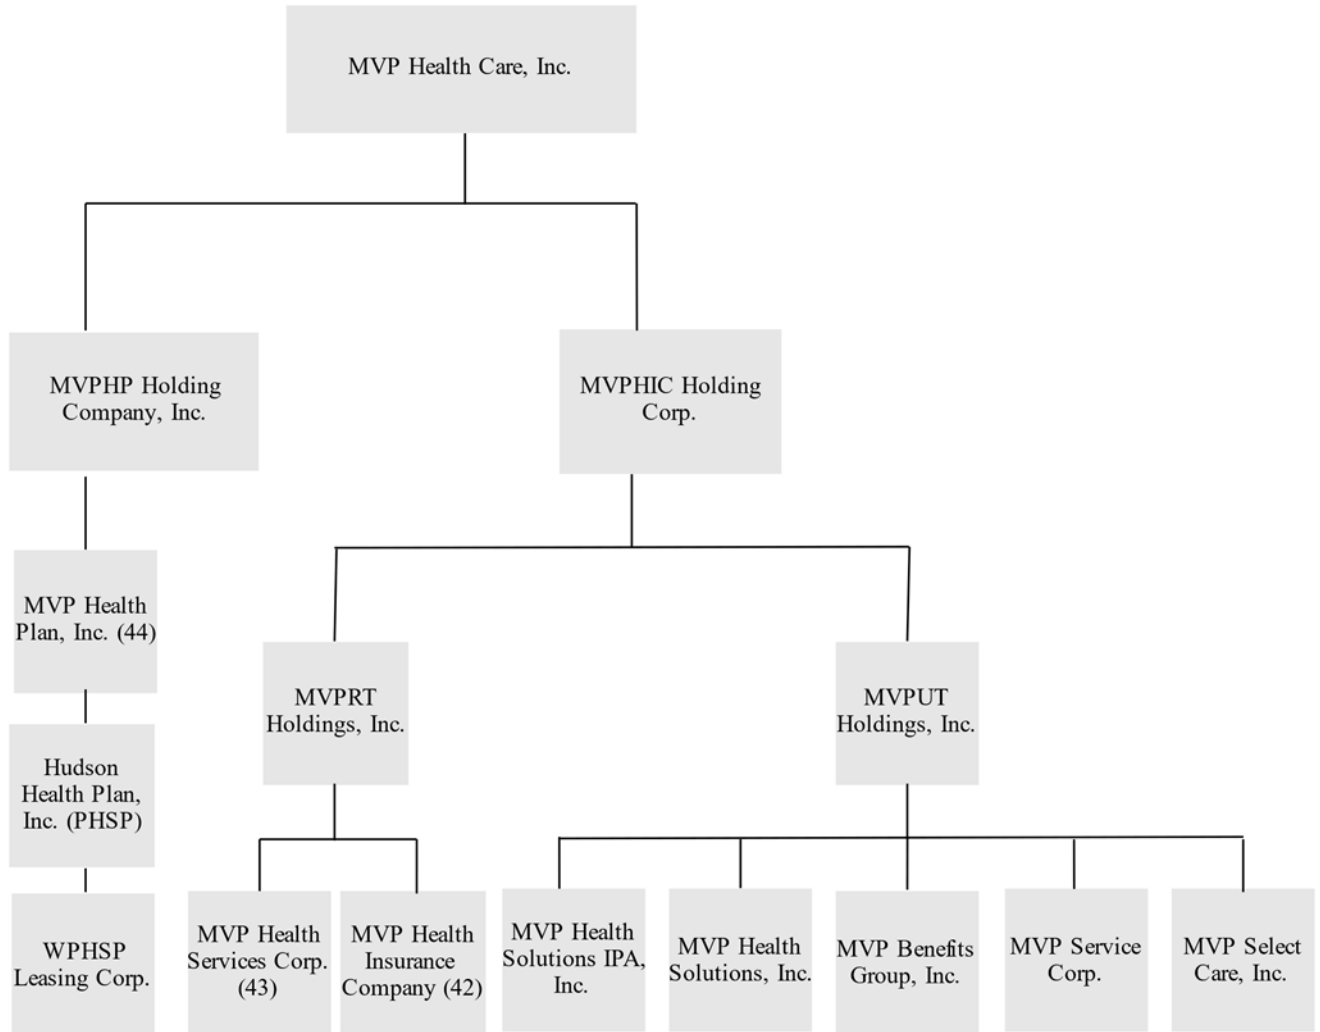 MVP Health Care, Inc.
MVPHP Holding
Company, Inc.
MVPHIC Holding
Corp.
MVP Health
Plan, Inc. (44)
MVPRT
Holdings, Inc.
MVPUT
Holdings, Inc.
Hudson
Health Plan,
Inc. (PHSP)
WPHSP
Leasing Corp.
MVP Health
Services Corp.
(43)
MVP Health
Insurance
Company (42)
MVP Health
Solutions IPA,
Inc.
MVP Health
Solutions, Inc.
MVP Benefits
Group, Inc.
MVP Service
Corp.
MVP Select
Care, Inc.